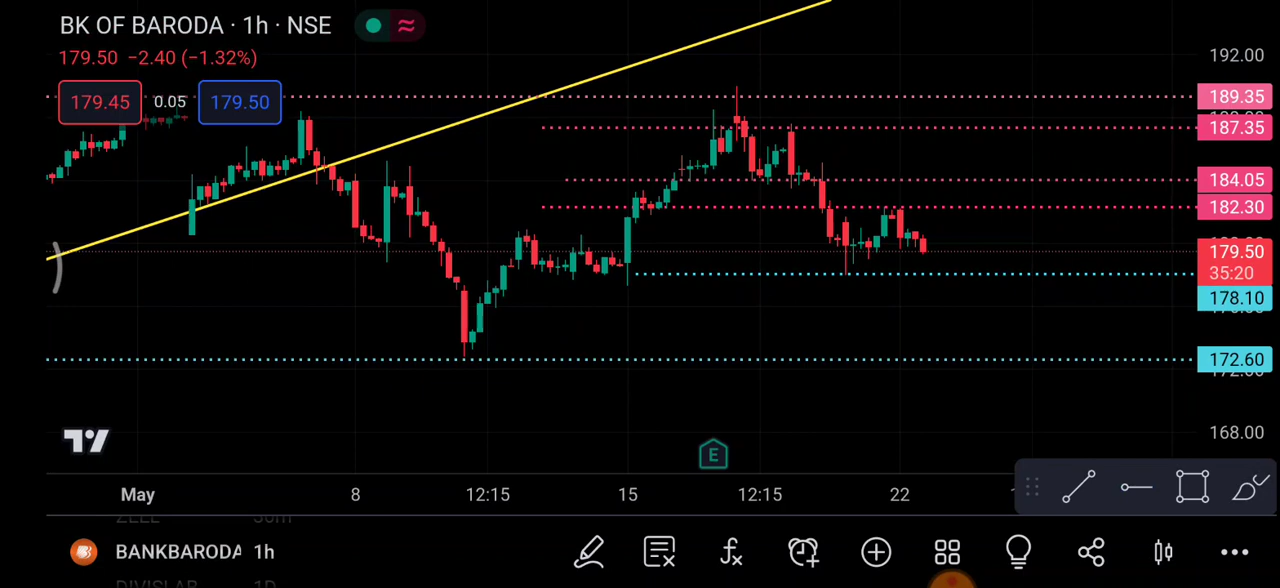 BK OF BARODA · 1h · NSE
179.50 −2.40 (−1.32%)
179.45 0.05 179.50
192.00
189.35
187.35
184.05
182.30
179.50
35:20
178.10
172.60
168.00
E
May 8 12:15 15 12:15 22
BANKBARODA 1h
DIVISLAB 1D